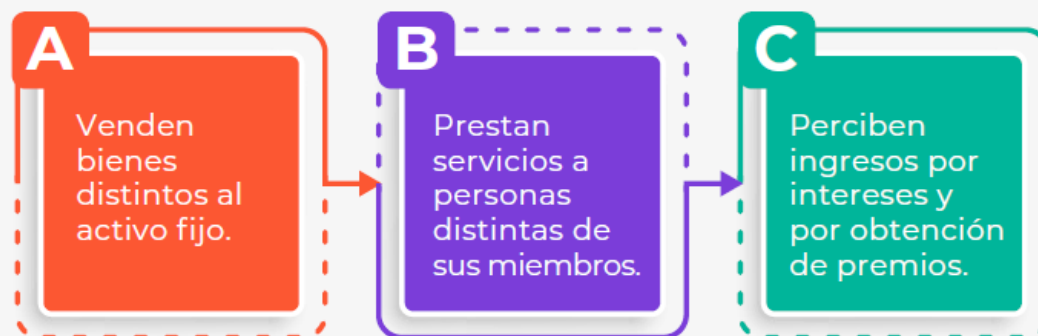 A
Venden
bienes
distintos al
activo fijo.
B
Prestan
servicios a
personas
distintas de
sus miembros.
C
Perciben
ingresos por
intereses y
por obtención
de premios.